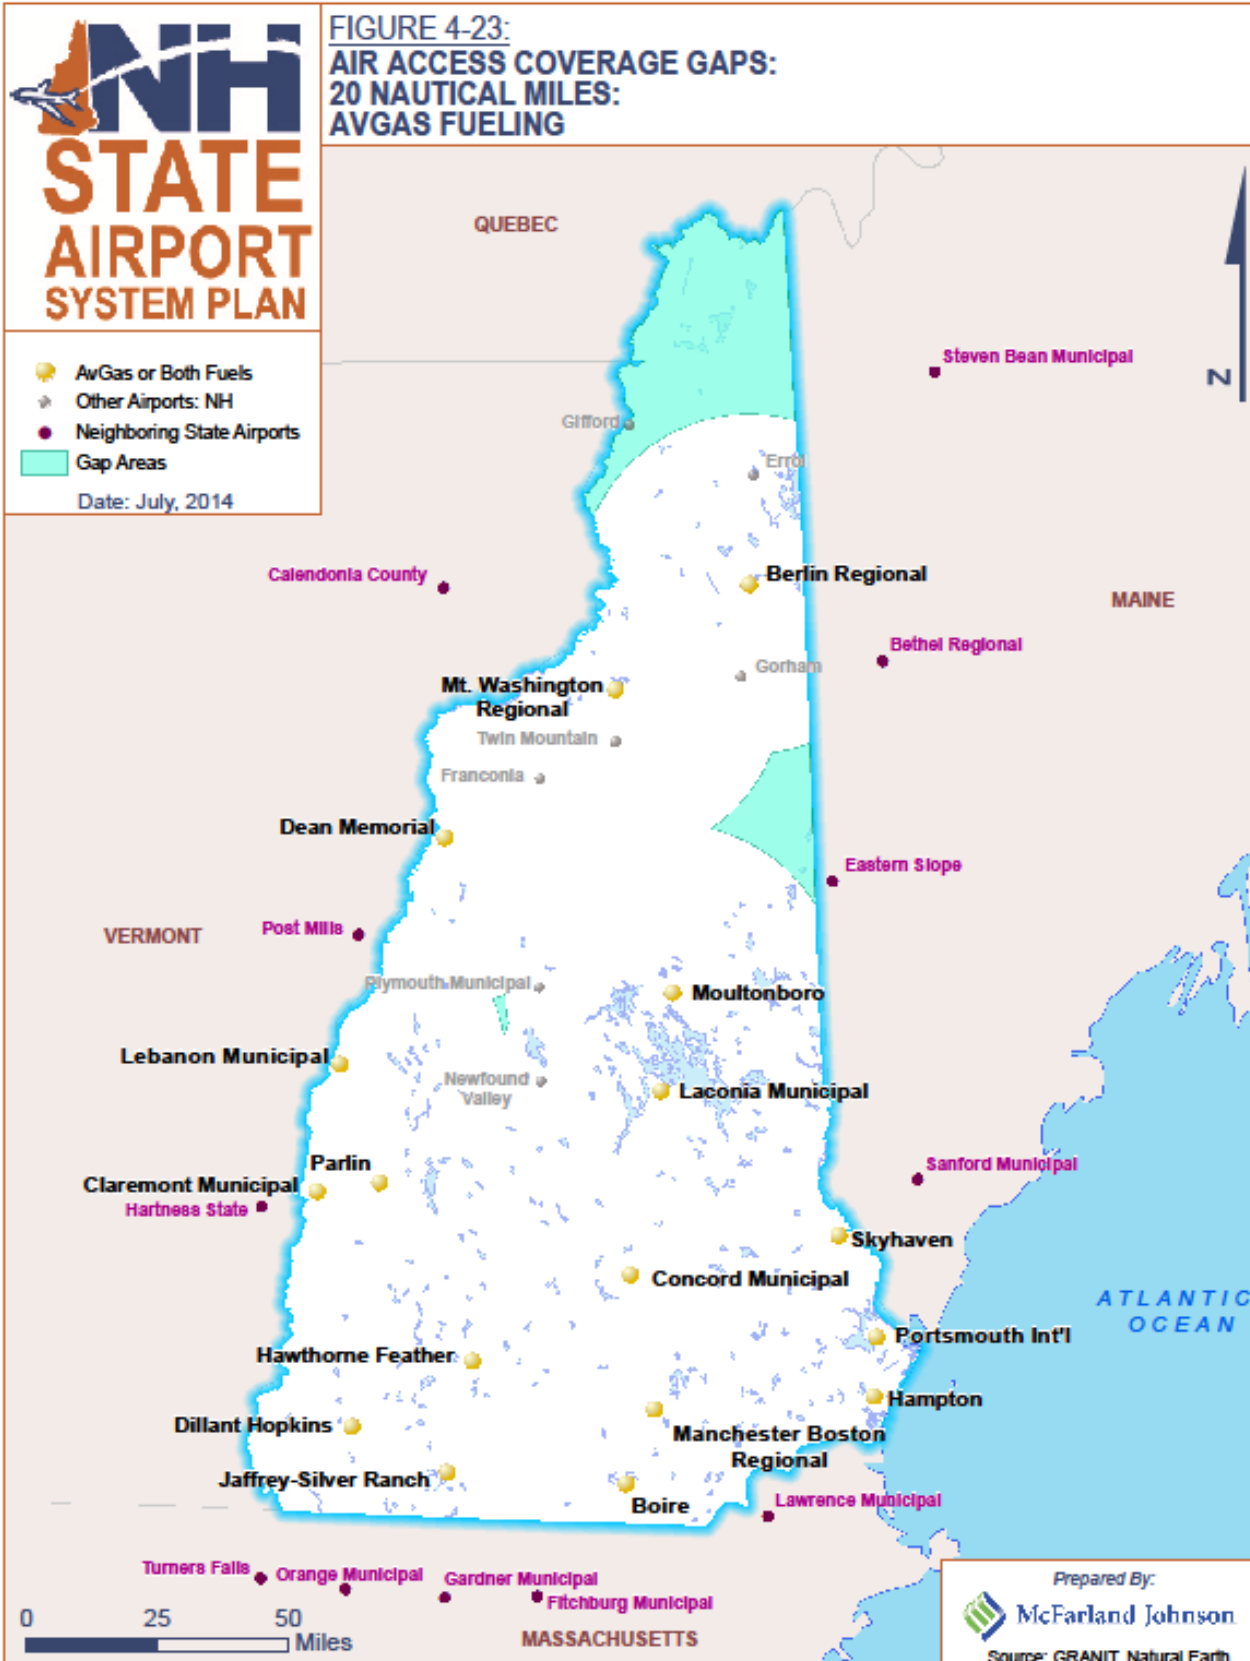 NH
STATE
AIRPORT
SYSTEM PLAN
FIGURE 4-23:
AIR ACCESS COVERAGE GAPS:
20 NAUTICAL MILES:
AVGAS FUELING
AvGas or Both Fuels
Other Airports: NH
Neighboring State Airports
Gap Areas
Date: July, 2014
QUEBEC
N
Steven Bean Municipal
Gifford
Errol
Calendonia County
Berlin Regional
MAINE
Bethel Regional
Gorham
Mt. Washington
Regional
Twin Mountain
Franconia
Dean Memorial
Eastern Slope
VERMONT
Post Mills
Plymouth Municipal
Moultonboro
Lebanon Municipal
Newfound
Valley
Laconia Municipal
Parlin
Claremont Municipal
Hartness State
Sanford Municipal
Skyhaven
Concord Municipal
ATLANTIC
OCEAN
Portsmouth Int'l
Hawthorne Feather
Hampton
Dillant Hopkins
Manchester Boston
Regional
Jaffrey-Silver Ranch
Boire
Lawrence Municipal
Turners Falls
Orange Municipal
Gardner Municipal
Fitchburg Municipal
MASSACHUSETTS
0 25 50
Miles
Prepared By:
McFarland Johnson
Source: GRANIT, Natural Earth